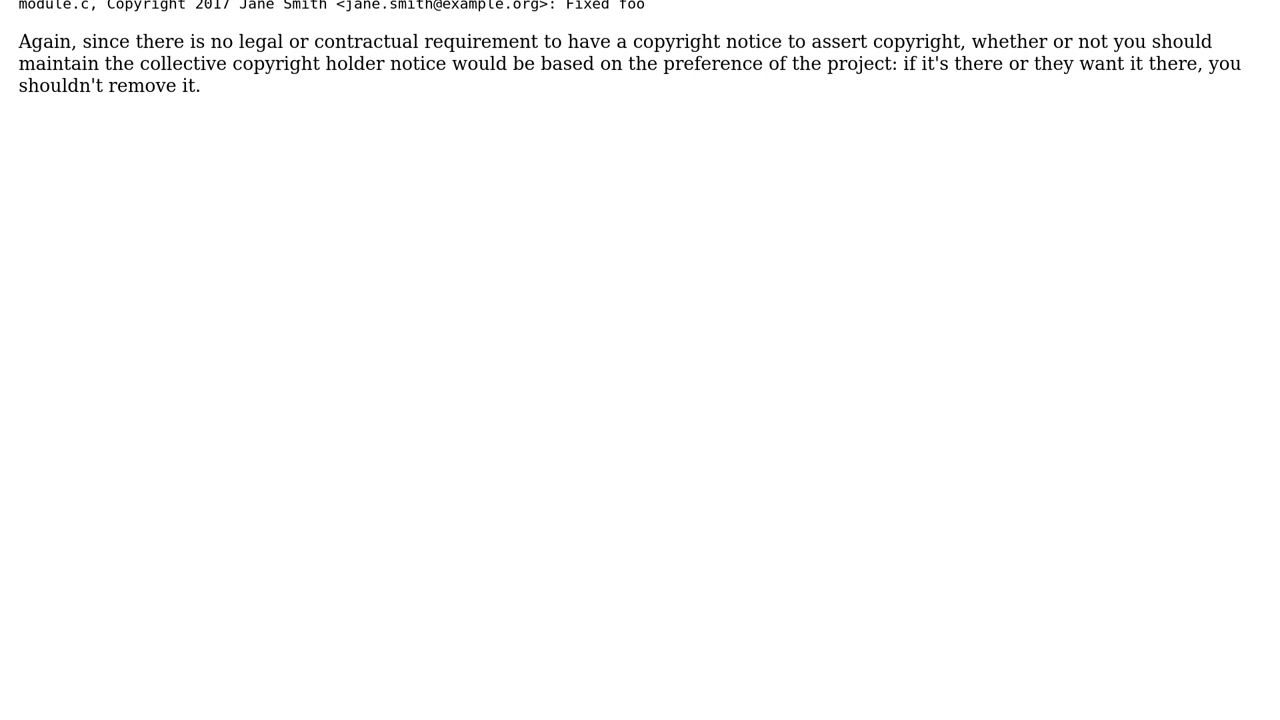 module.c, Copyright 2017 Jane Smith <jane.smith@example.org>: Fixed foo
Again, since there is no legal or contractual requirement to have a copyright notice to assert copyright, whether or not you should
maintain the collective copyright holder notice would be based on the preference of the project: if it's there or they want it there, you
shouldn't remove it.